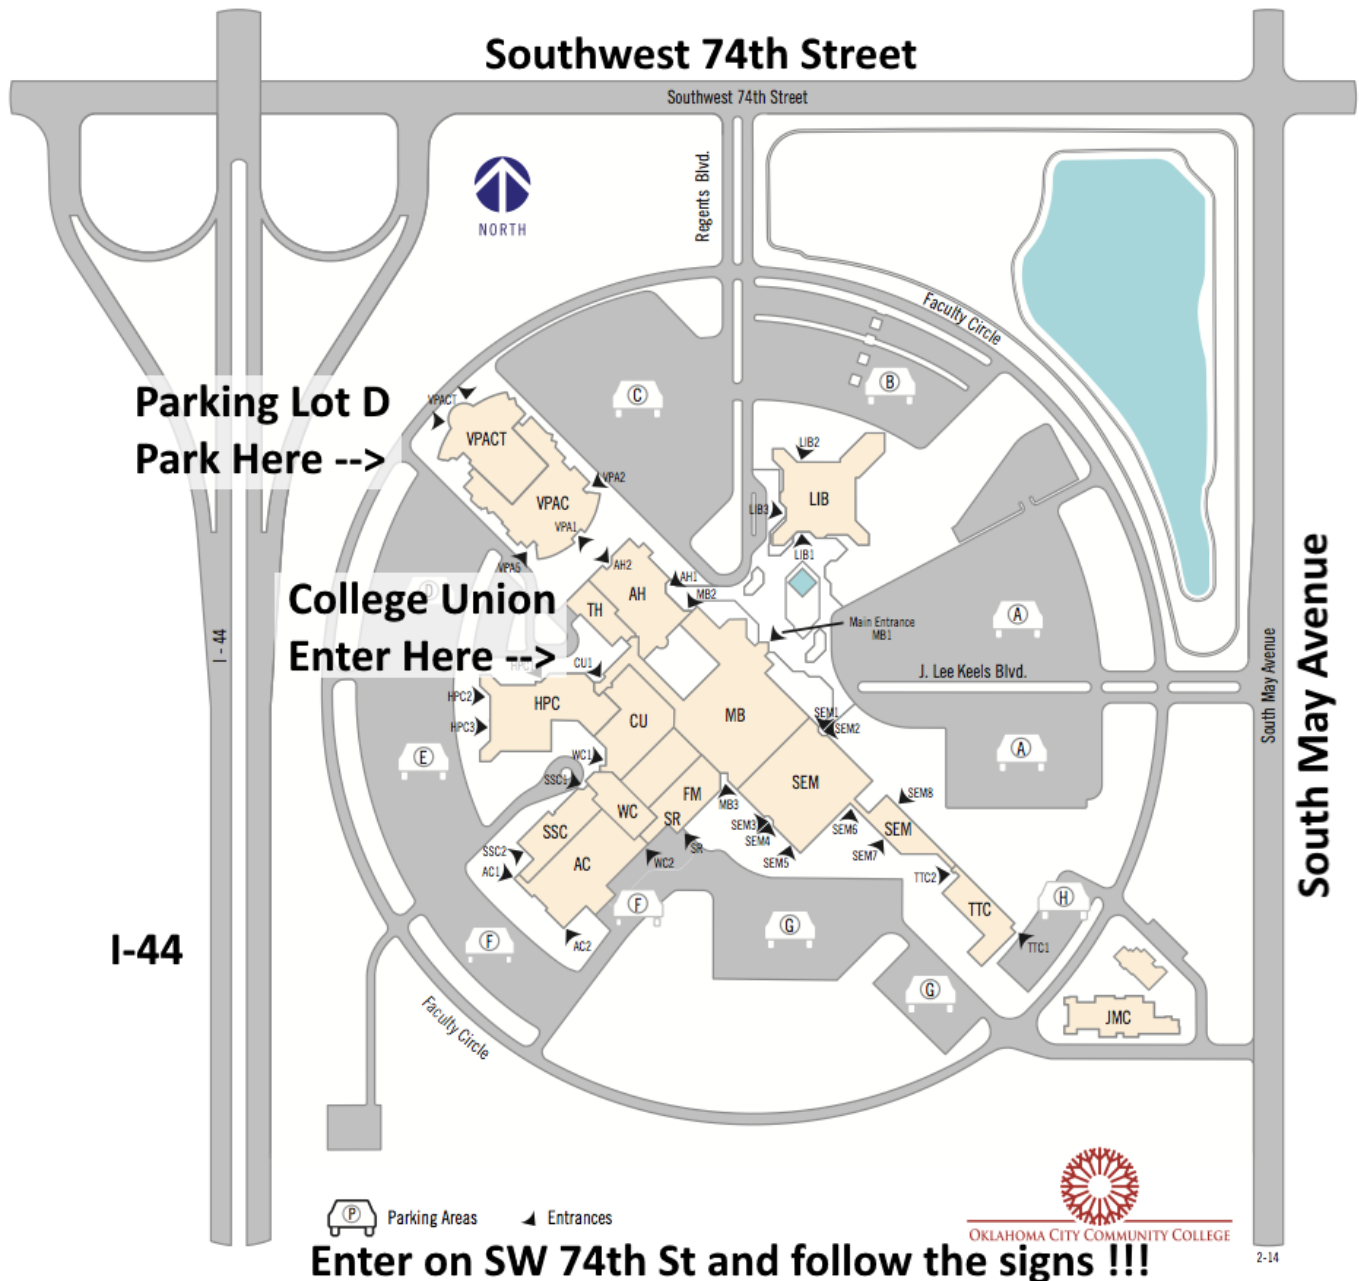 Southwest 74th Street
Southwest 74th Street
Regents Blvd.
NORTH
Faculty Circle
Parking Lot D
Park Here -->
VPACT
VPACT
C
B
LIB2
LIB
VPA2
VPAC
LIB3
VPA1
LIB1
VPA5
AH2
AH1
MB2
D
College Union
Enter Here -->
AH
TH
A
Main Entrance
MB1
I - 44
CU1
HPC1
J. Lee Keels Blvd.
South May Avenue
South May Avenue
HPC2
HPC
HPC3
CU
MB
SEM1
SEM2
E
A
WC1
SSC1
SEM
FM
MB3
SEM8
WC
SR
SSC
SEM3
SEM4
SEM6
SEM
SR
SSC2
AC1
AC
WC2
SEM5
SEM7
TTC2
H
F
TTC
F
G
AC2
TTC1
I-44
G
JMC
Faculty Circle
P
Parking Areas
Entrances
OKLAHOMA CITY COMMUNITY COLLEGE
Enter on SW 74th St and follow the signs !!!
2-14